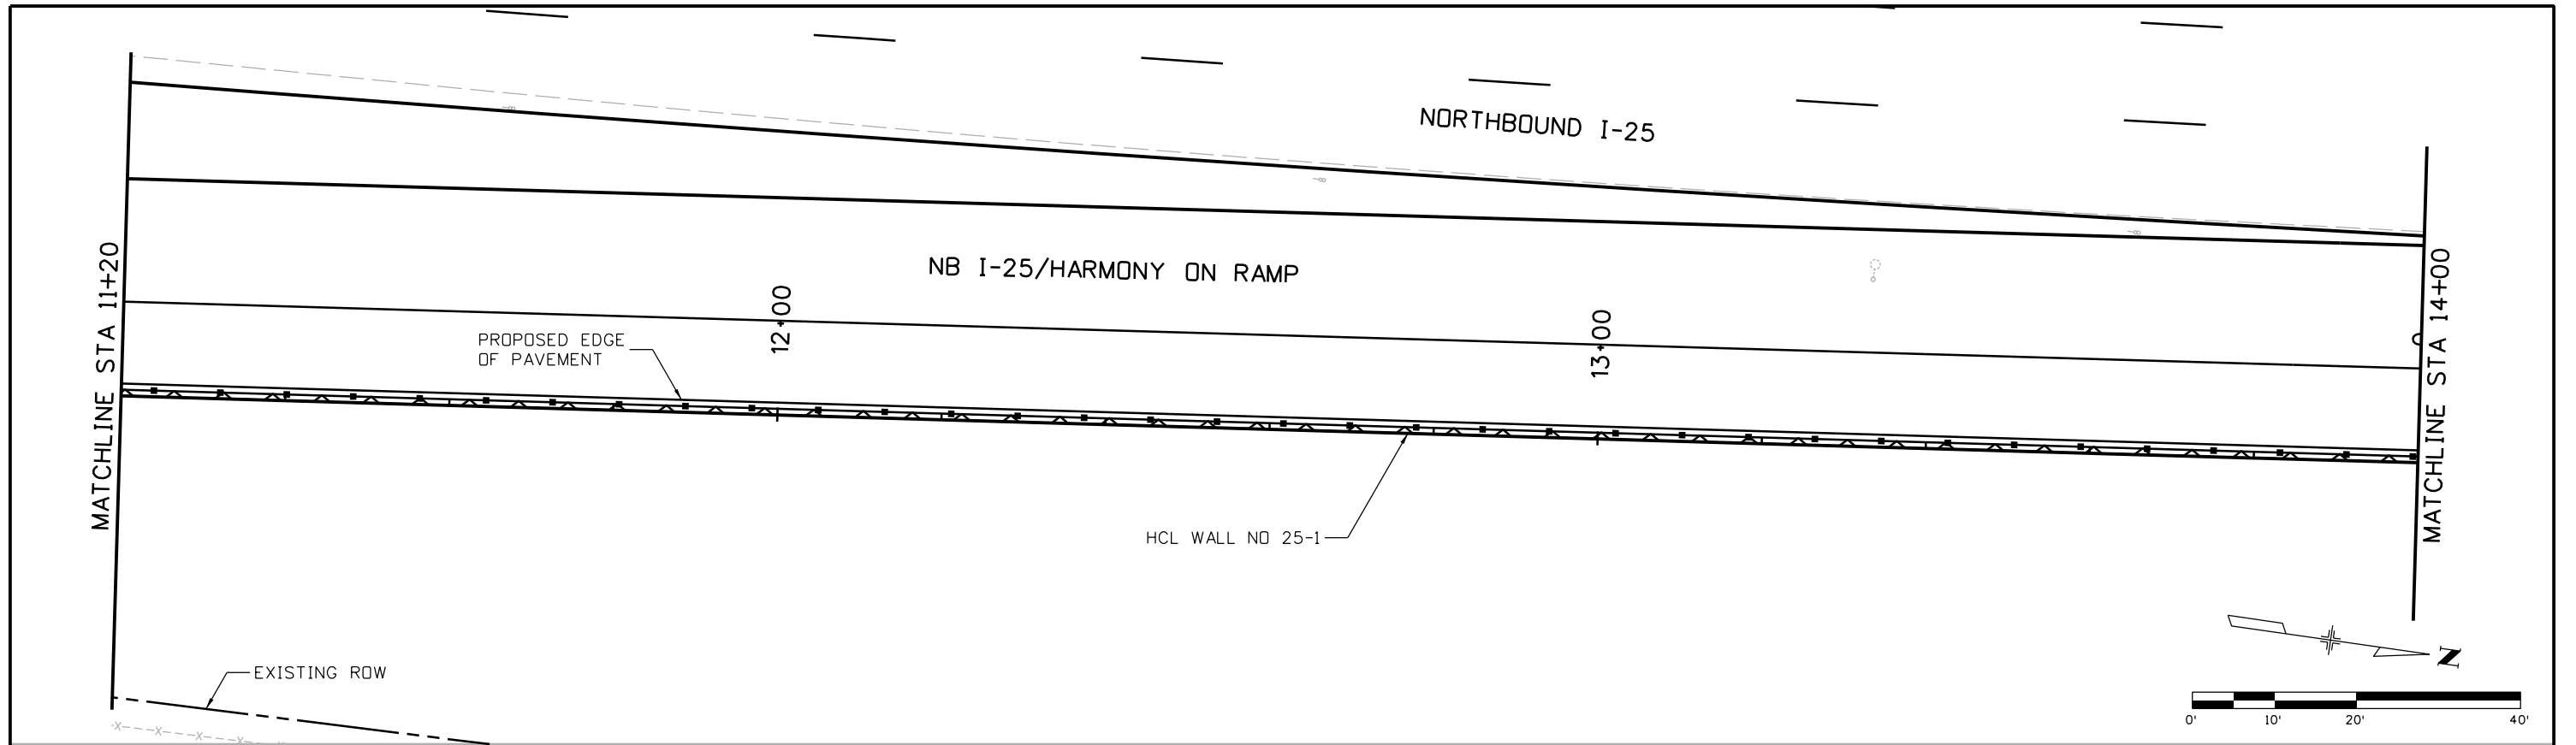 NORTHBOUND I-25
NB I-25/HARMONY ON RAMP
MATCHLINE STA 11+20
12+00
13+00
MATCHLINE STA 14+00
PROPOSED EDGE
OF PAVEMENT
HCL WALL NO 25-1
EXISTING ROW
N
0' 10' 20' 40'